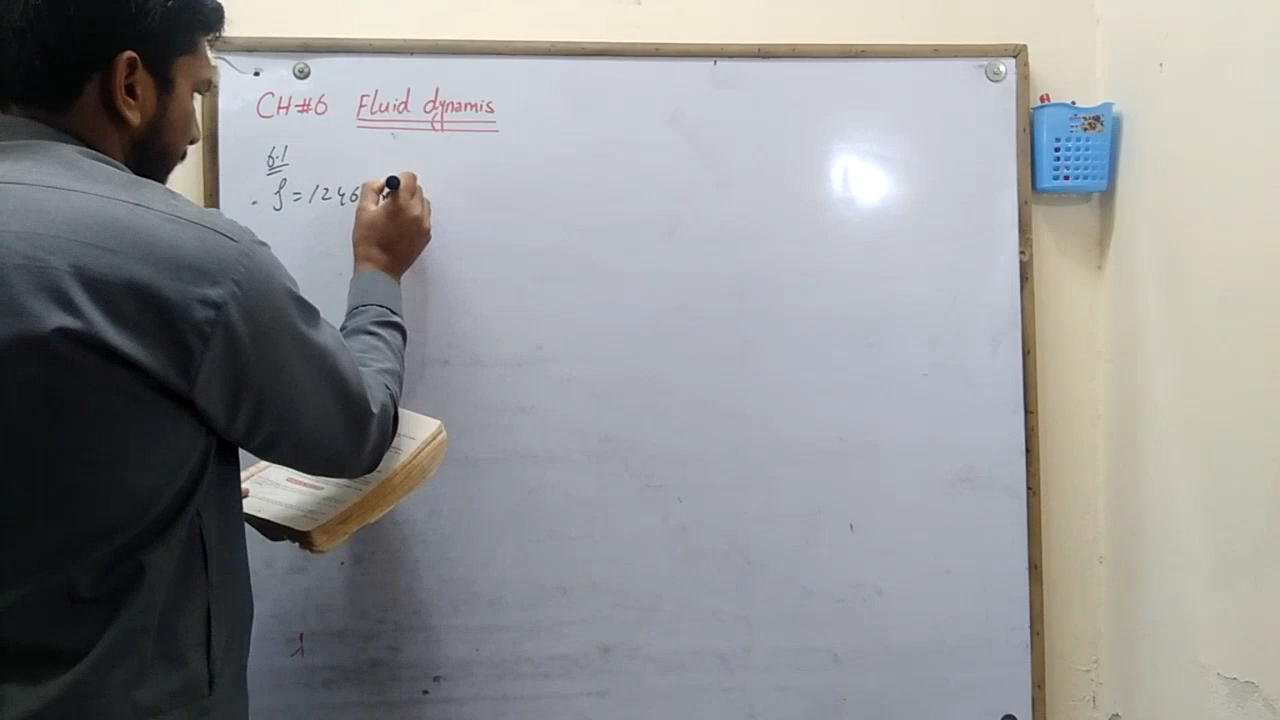 CH#6 Fluid dynamis
6.1
ρ = 1246